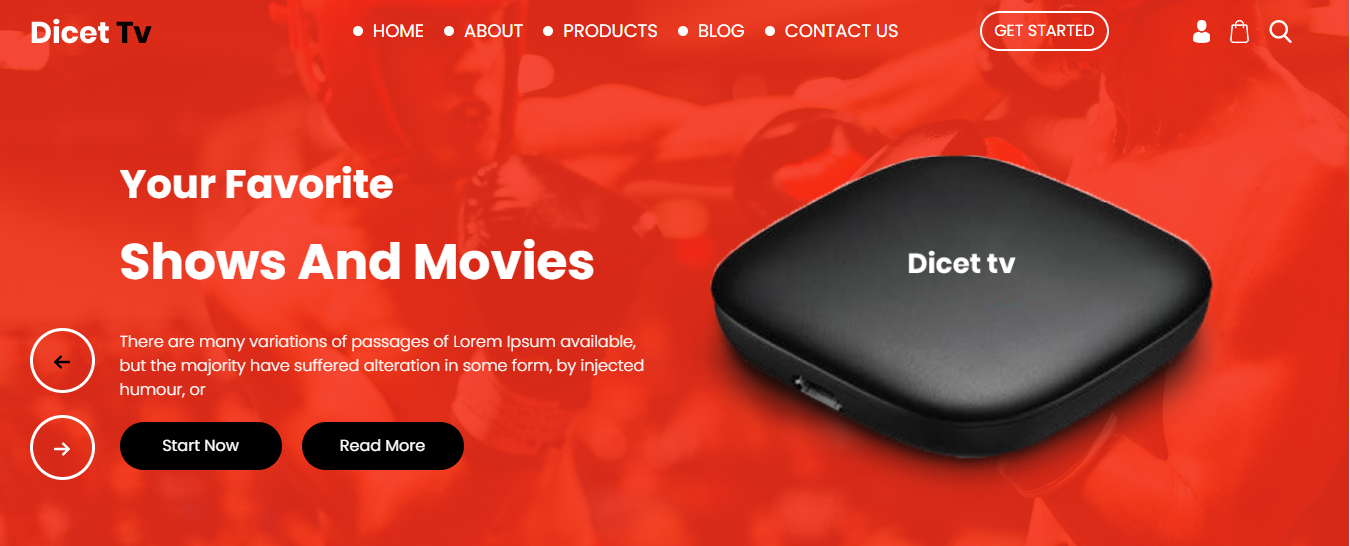 Dicet Tv
HOME
ABOUT
PRODUCTS
BLOG
CONTACT US
GET STARTED
Your Favorite
Shows And Movies
Dicet tv
There are many variations of passages of Lorem Ipsum available,
but the majority have suffered alteration in some form, by injected
humour, or
Start Now
Read More